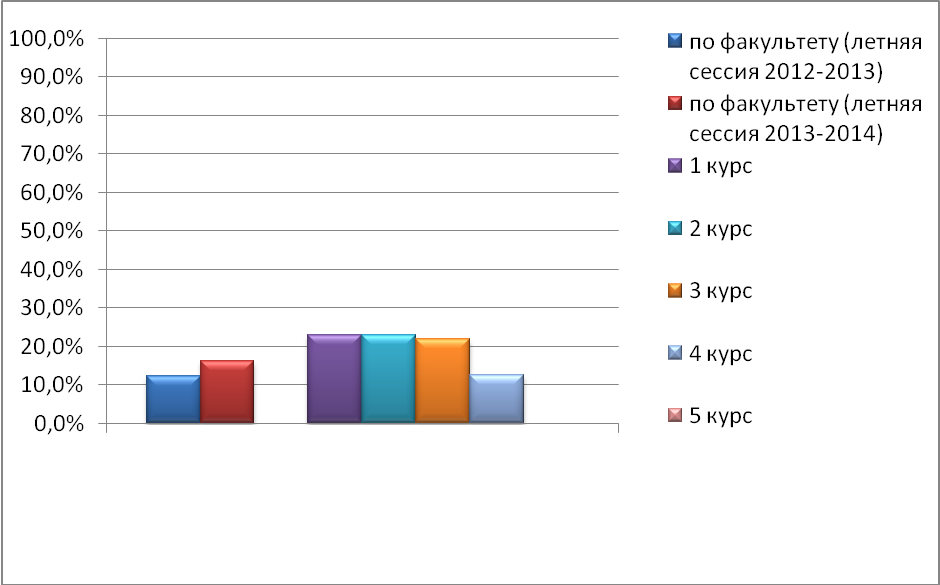 100,0%
90,0%
80,0%
70,0%
60,0%
50,0%
40,0%
30,0%
20,0%
10,0%
0,0%
по факультету (летняя
сессия 2012-2013)
по факультету (летняя
сессия 2013-2014)
1 курс
2 курс
3 курс
4 курс
5 курс